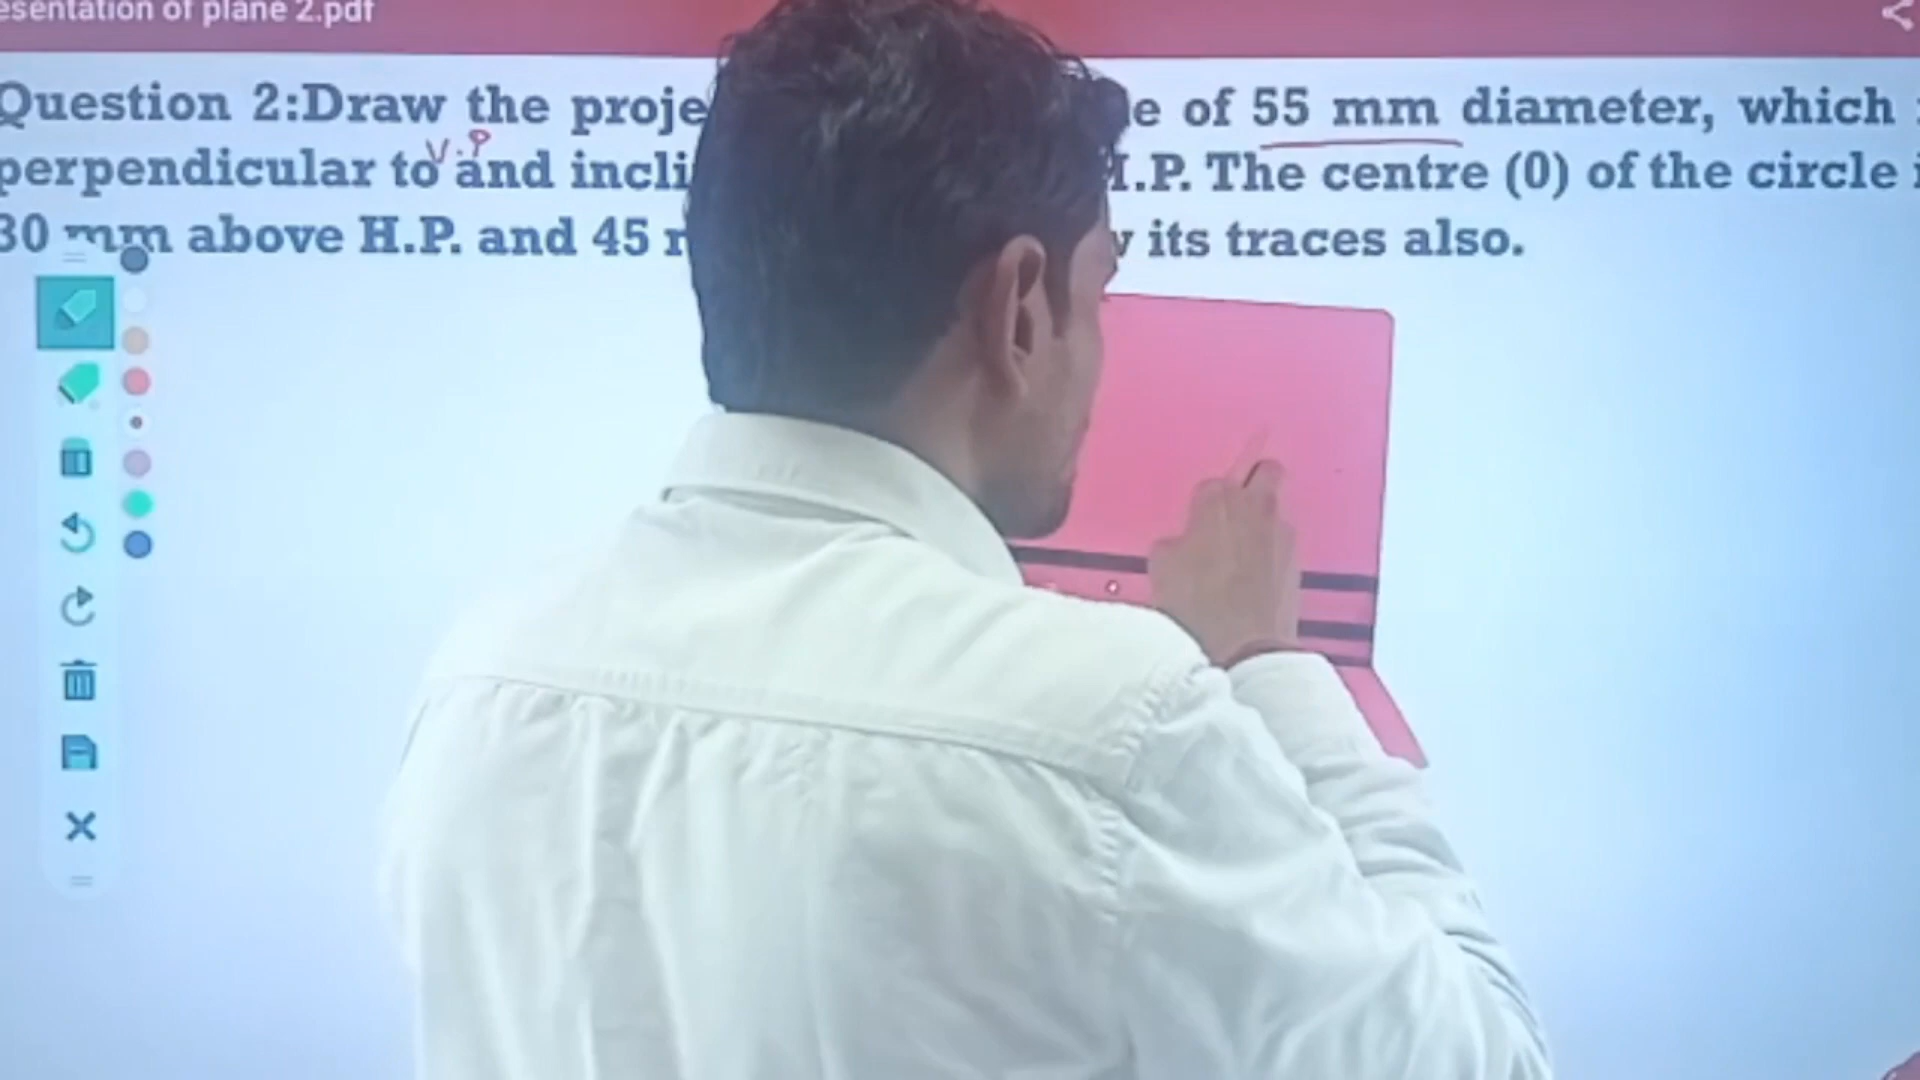 esentation of plane 2.pdf
Question 2:Draw the proje e of 55 mm diameter, which
V.P
perpendicular to and incli H.P. The centre (0) of the circle i
30 mm above H.P. and 45 its traces also.